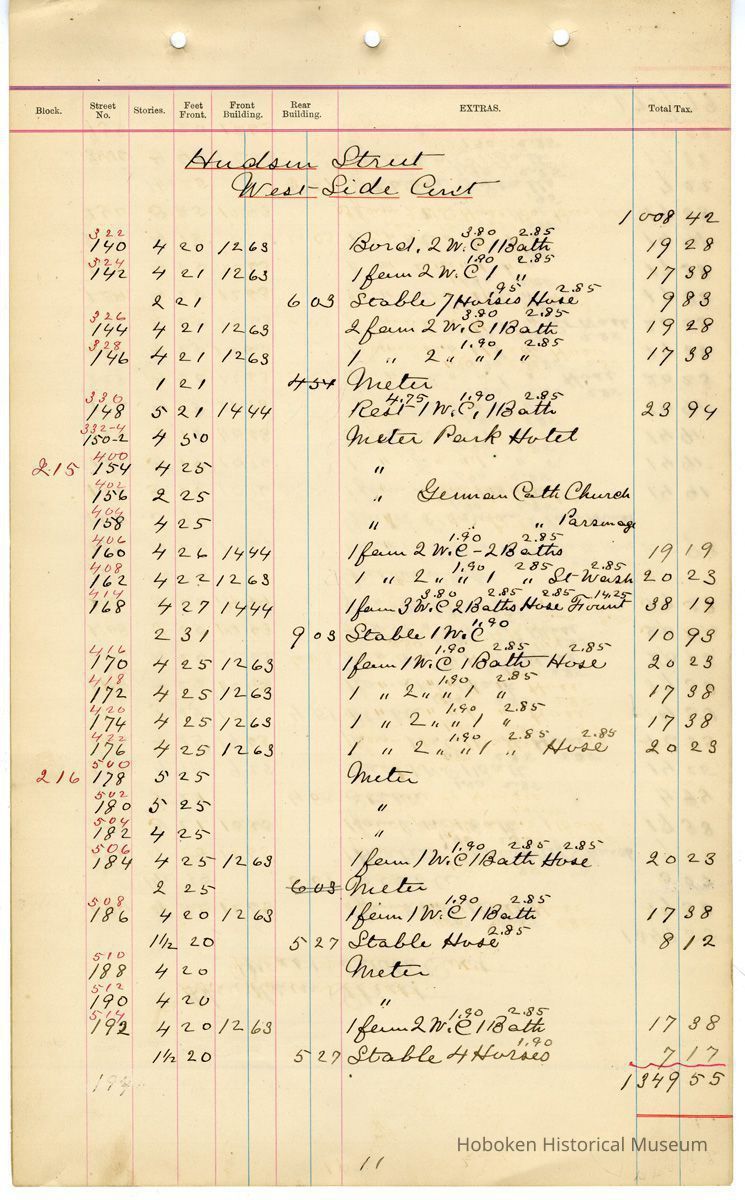 Block. Street No. Stories. Feet Front. Front Building. Rear Building. EXTRAS. Total Tax.
Hudson Street
West Side Con't
1008 42
322 3.80 2.85
140 4 20 12 63 Bord. 2 W.C 1 Bath 19 28
324 1.90 2.85
142 4 21 12 63 1 fam 2 W.C 1 " 17 38
95 2.85
2 21 6 03 Stable 7 Horses Hose 9 83
326 3.80 2.85
144 4 21 12 63 2 fam 2 W.C 1 Bath 19 28
328 1.90 2.85
146 4 21 12 63 1 " 2 " " 1 " 17 38
1 21 4 54 Meter
330 4.75 1.90 2.85
148 5 21 14 44 Rest 1 W.C, 1 Bath 23 94
332-4
150-2 4 50 Meter Park Hotel
400
215 154 4 25 "
402
156 2 25 " German Cath Church
404
158 4 25 " " Parsonage
406 1.90 2.85
160 4 26 14 44 1 fam 2 W.C - 2 Baths 19 19
408 1.90 2.85 2.85
162 4 22 12 63 1 " 2 " " 1 " St Wash 20 23
414 3.80 2.85 2.85 14.25
168 4 27 14 44 1 fam 3 W.C 2 Baths Hose Fount 38 19
1.90
2 31 9 03 Stable 1 W.C 10 93
416 1.90 2.85 2.85
170 4 25 12 63 1 fam 1 W.C 1 Bath Hose 20 23
418 1.90 2.85
172 4 25 12 63 1 " 2 " " 1 " 17 38
420 1.90 2.85
174 4 25 12 63 1 " 2 " " 1 " 17 38
422 1.90 2.85 2.85
176 4 25 12 63 1 " 2 " " 1 " Hose 20 23
500
216 178 5 25 Meter
502
180 5 25 "
504
182 4 25 "
506 1.90 2.85 2.85
184 4 25 12 63 1 fam 1 W.C 1 Bath Hose 20 23
2 25 6 03 Meter
508 1.90 2.85
186 4 20 12 63 1 fam 1 W.C 1 Bath 17 38
2.85
1½ 20 5 27 Stable Hose 8 12
510
188 4 20 Meter
512
190 4 20 "
514 1.90 2.85
192 4 20 12 63 1 fam 2 W.C 1 Bath 17 38
1.90
1½ 20 5 27 Stable 4 Horses 7 17
1349 55
Hoboken Historical Museum
11